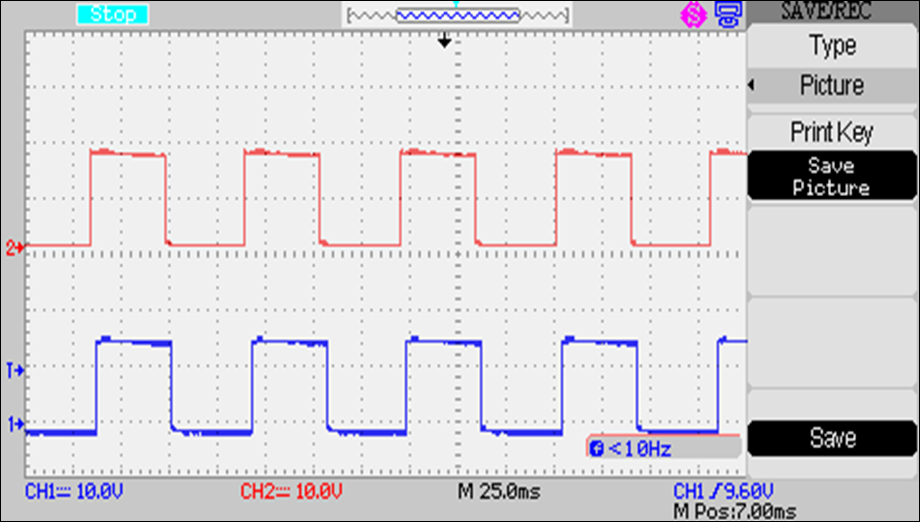 Stop
SAVE/REC
Type
Picture
Print Key
Save
Picture
2
T
1
f <10Hz
Save
CH1 10.0V CH2 10.0V M 25.0ms CH1 / 9.60V
M Pos:7.00ms